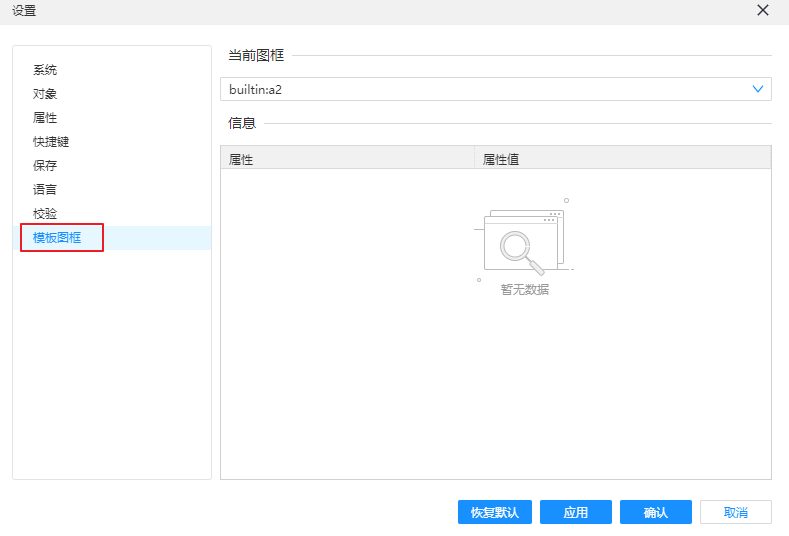 设置
系统
对象
属性
快捷键
保存
语言
校验
模板图框
当前图框
builtin:a2
信息
属性 属性值
暂无数据
恢复默认 应用 确认 取消